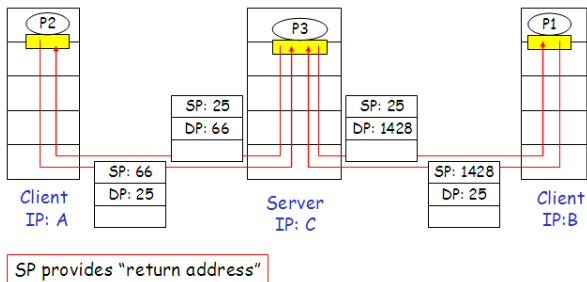 P2
P3
P1
SP: 25
DP: 66
SP: 25
DP: 1428
SP: 66
DP: 25
SP: 1428
DP: 25
Client
IP: A
Server
IP: C
Client
IP:B
SP provides “return address”